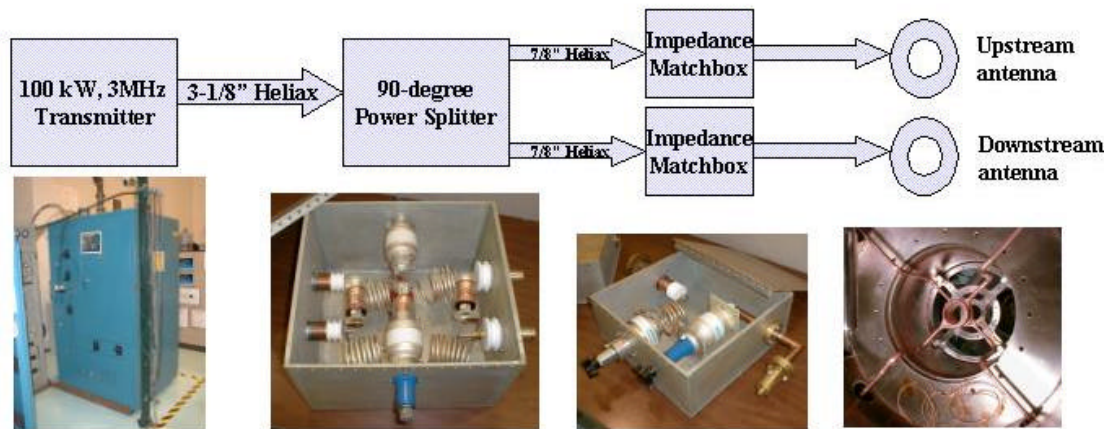 100 kW, 3MHz
Transmitter
3-1/8” Heliax
90-degree
Power Splitter
7/8” Heliax
Impedance
Matchbox
Upstream
antenna
7/8” Heliax
Impedance
Matchbox
Downstream
antenna